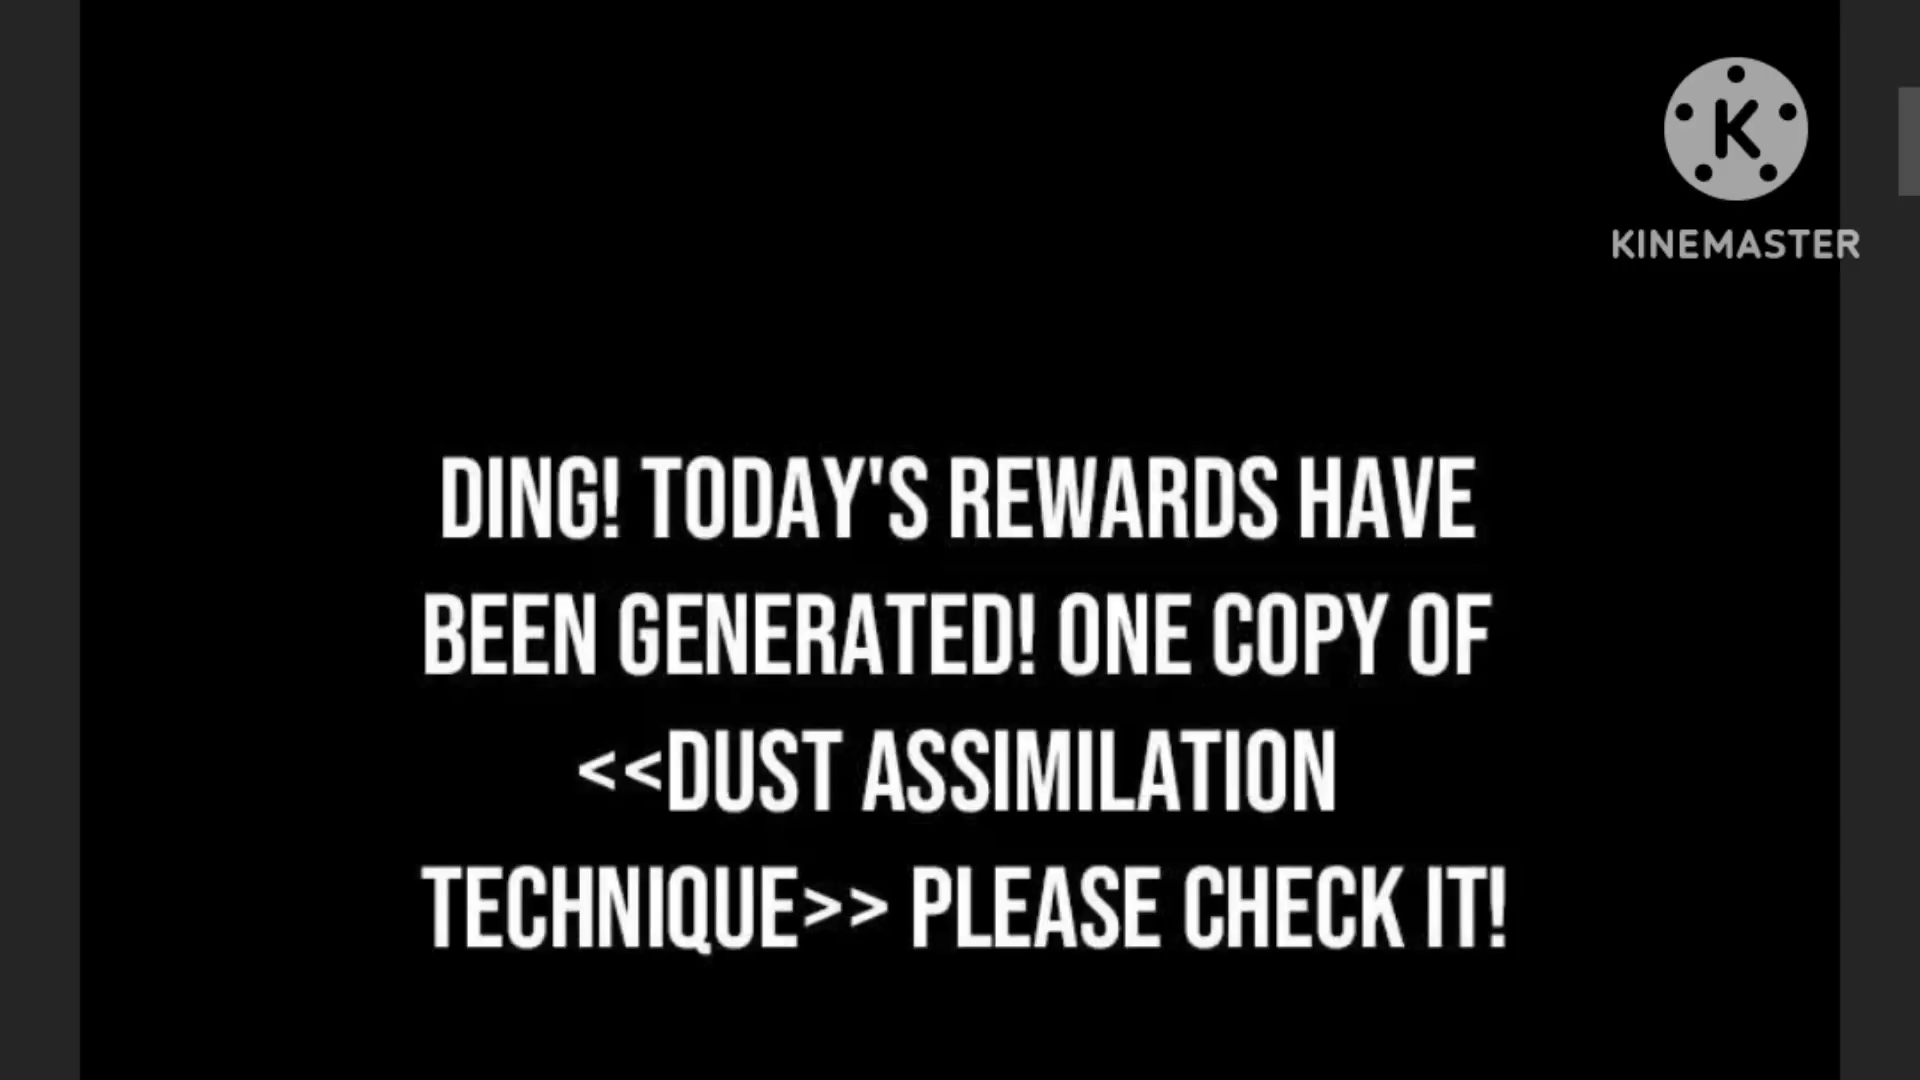 K
KINEMASTER
DING! TODAY'S REWARDS HAVE
BEEN GENERATED! ONE COPY OF
<<DUST ASSIMILATION
TECHNIQUE>> PLEASE CHECK IT!